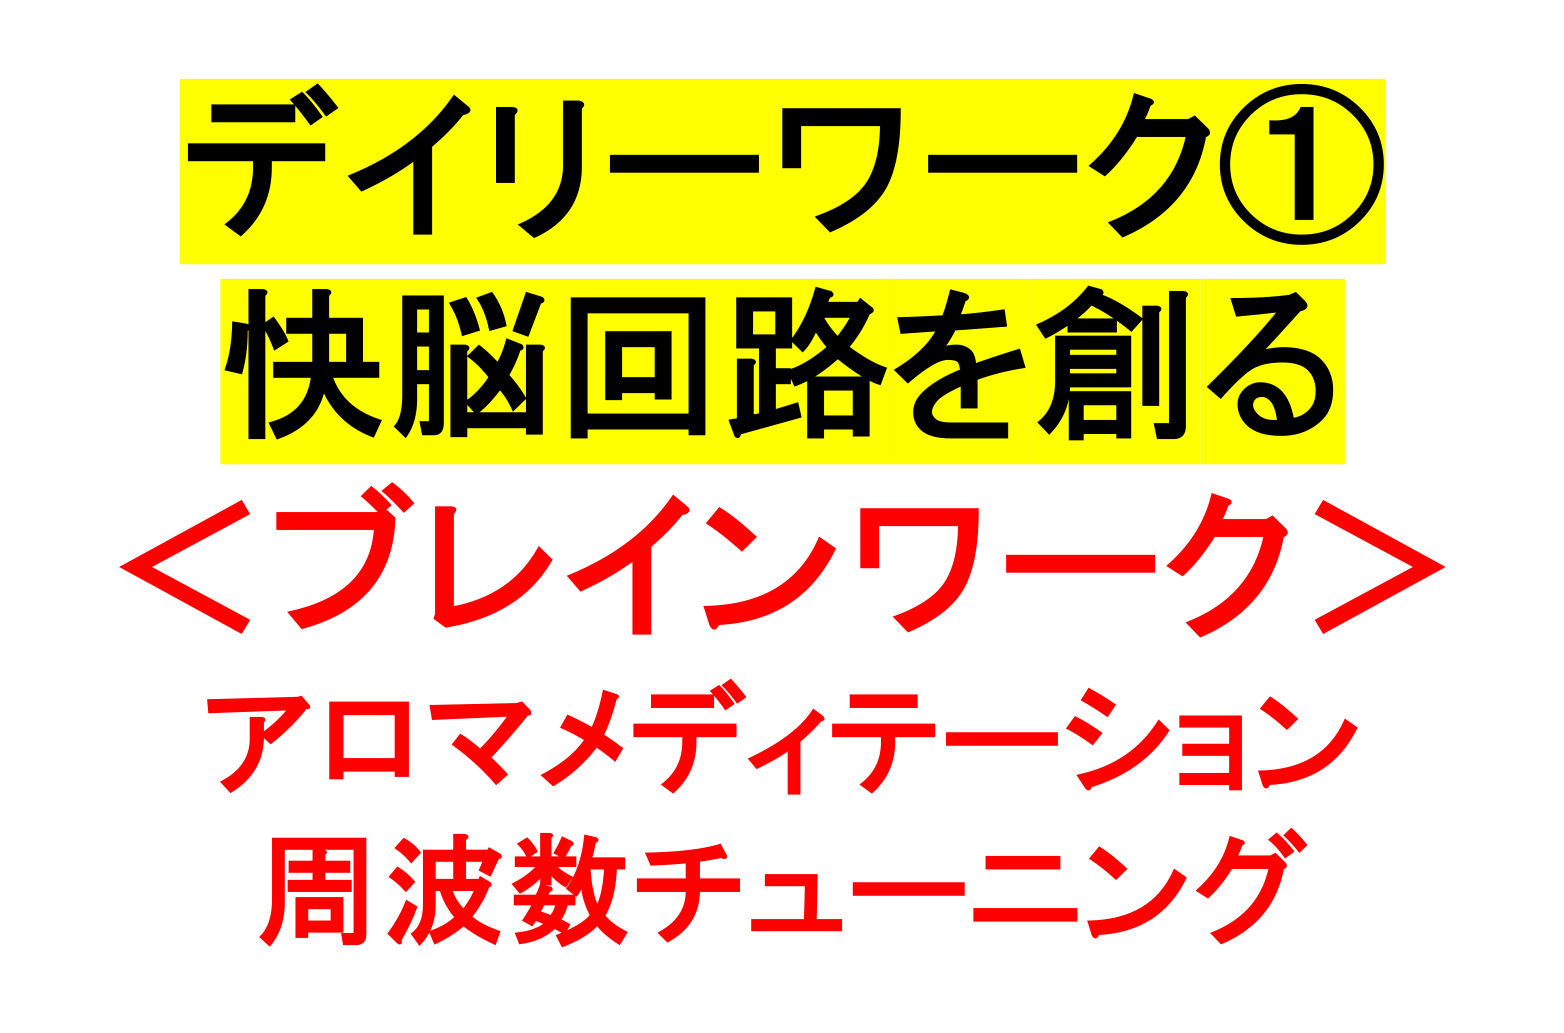 デイリーワーク①
快脳回路を創る
＜ブレインワーク＞
アロマメディテーション
周波数チューニング